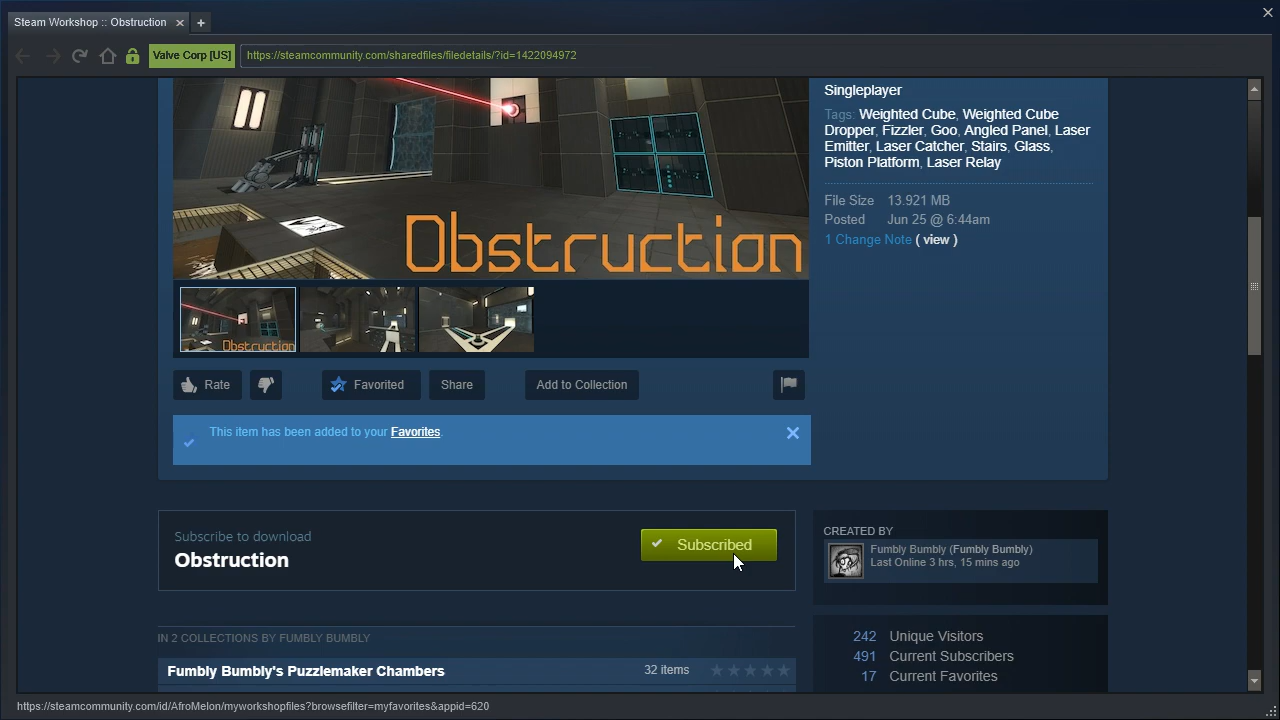 Steam Workshop :: Obstruction
Valve Corp [US]
https://steamcommunity.com/sharedfiles/filedetails/?id=1422094972
Singleplayer
Tags: Weighted Cube, Weighted Cube
Dropper, Fizzler, Goo, Angled Panel, Laser
Emitter, Laser Catcher, Stairs, Glass,
Piston Platform, Laser Relay
File Size 13.921 MB
Posted Jun 25 @ 6:44am
1 Change Note ( view )
Obstruction
Obstruction
Rate
Favorited
Share
Add to Collection
This item has been added to your Favorites.
Subscribe to download
Obstruction
Subscribed
CREATED BY
Fumbly Bumbly (Fumbly Bumbly)
Last Online 3 hrs, 15 mins ago
IN 2 COLLECTIONS BY FUMBLY BUMBLY
Fumbly Bumbly's Puzzlemaker Chambers
32 items
242 Unique Visitors
491 Current Subscribers
17 Current Favorites
https://steamcommunity.com/id/AfroMelon/myworkshopfiles?browsefilter=myfavorites&appid=620